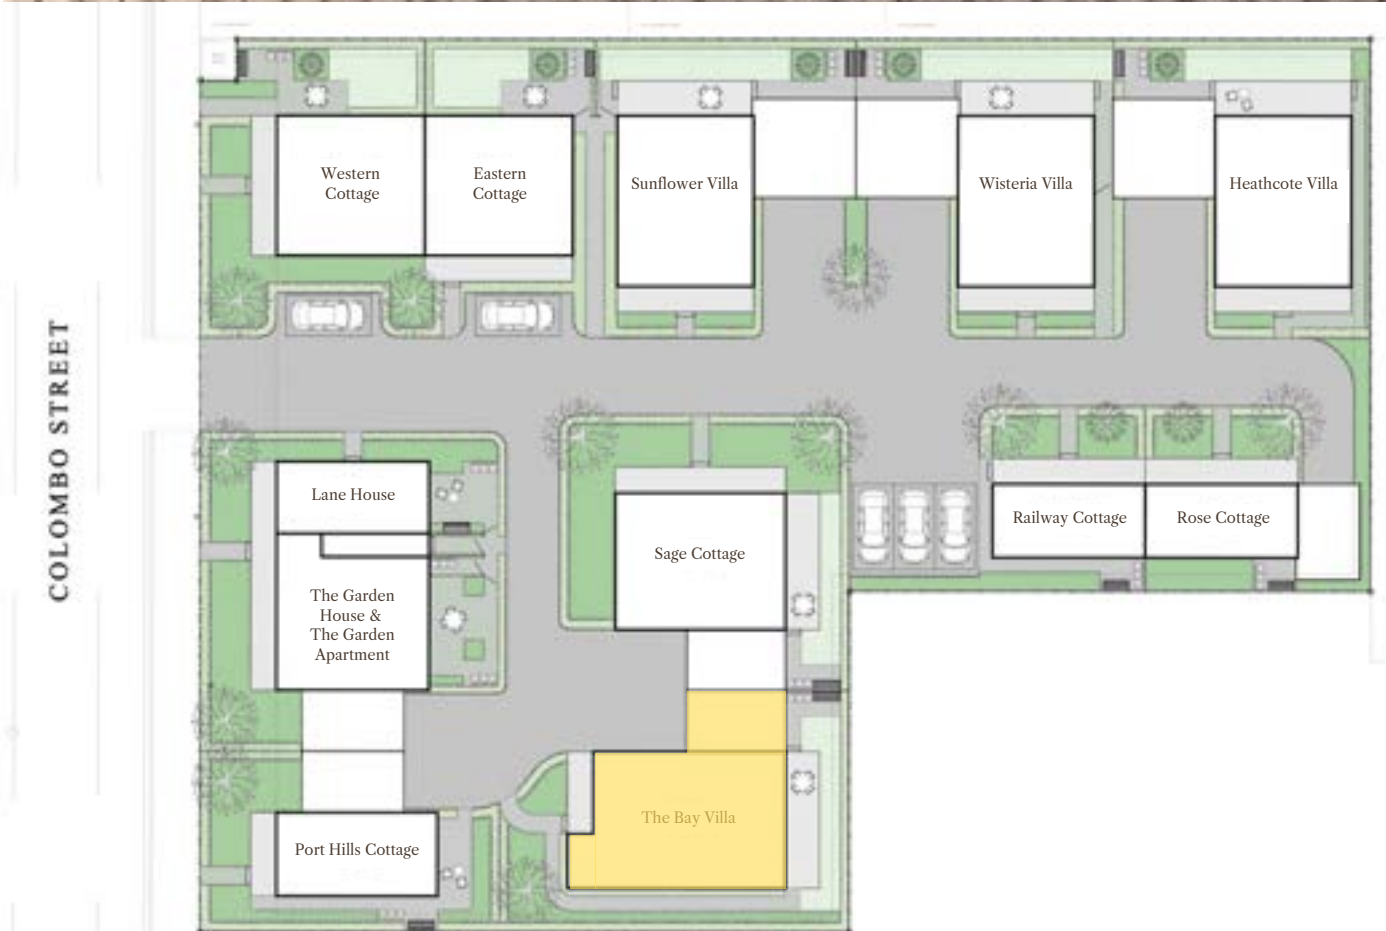 Western
Cottage
Eastern
Cottage
Sunflower Villa
Wisteria Villa
Heathcote Villa
COLOMBO STREET
Lane House
The Garden
House &
The Garden
Apartment
Sage Cottage
Railway Cottage
Rose Cottage
The Bay Villa
Port Hills Cottage